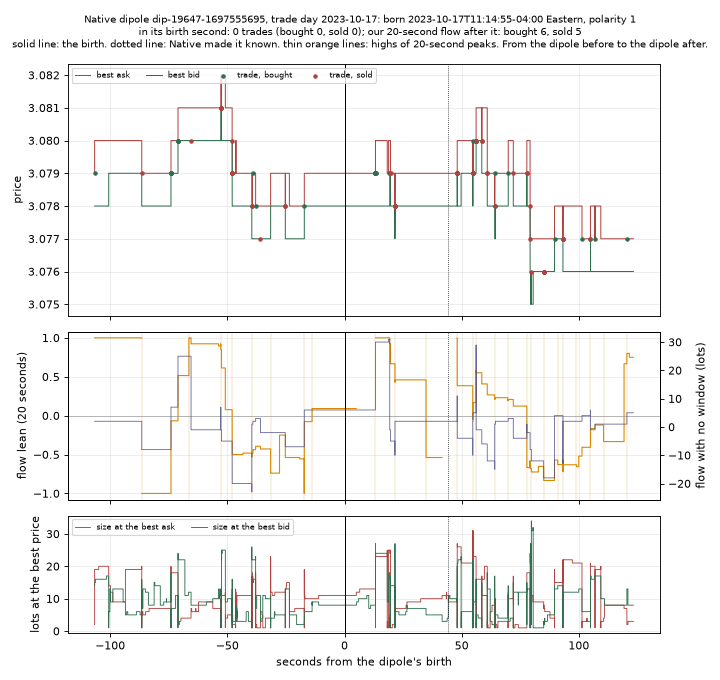 Native dipole dip-19647-1697555695, trade day 2023-10-17: born 2023-10-17T11:14:55-04:00 Eastern, polarity 1
in its birth second: 0 trades (bought 0, sold 0); our 20-second flow after it: bought 6, sold 5
solid line: the birth. dotted line: Native made it known. thin orange lines: highs of 20-second peaks. From the dipole before to the dipole after.
best ask
best bid
trade, bought
trade, sold
3.082
3.081
3.080
3.079
3.078
3.077
3.076
3.075
price
1.0
0.5
0.0
−0.5
−1.0
flow lean (20 seconds)
30
20
10
0
−10
−20
flow with no window (lots)
size at the best ask
size at the best bid
30
20
10
0
lots at the best price
−100
−50
0
50
100
seconds from the dipole's birth